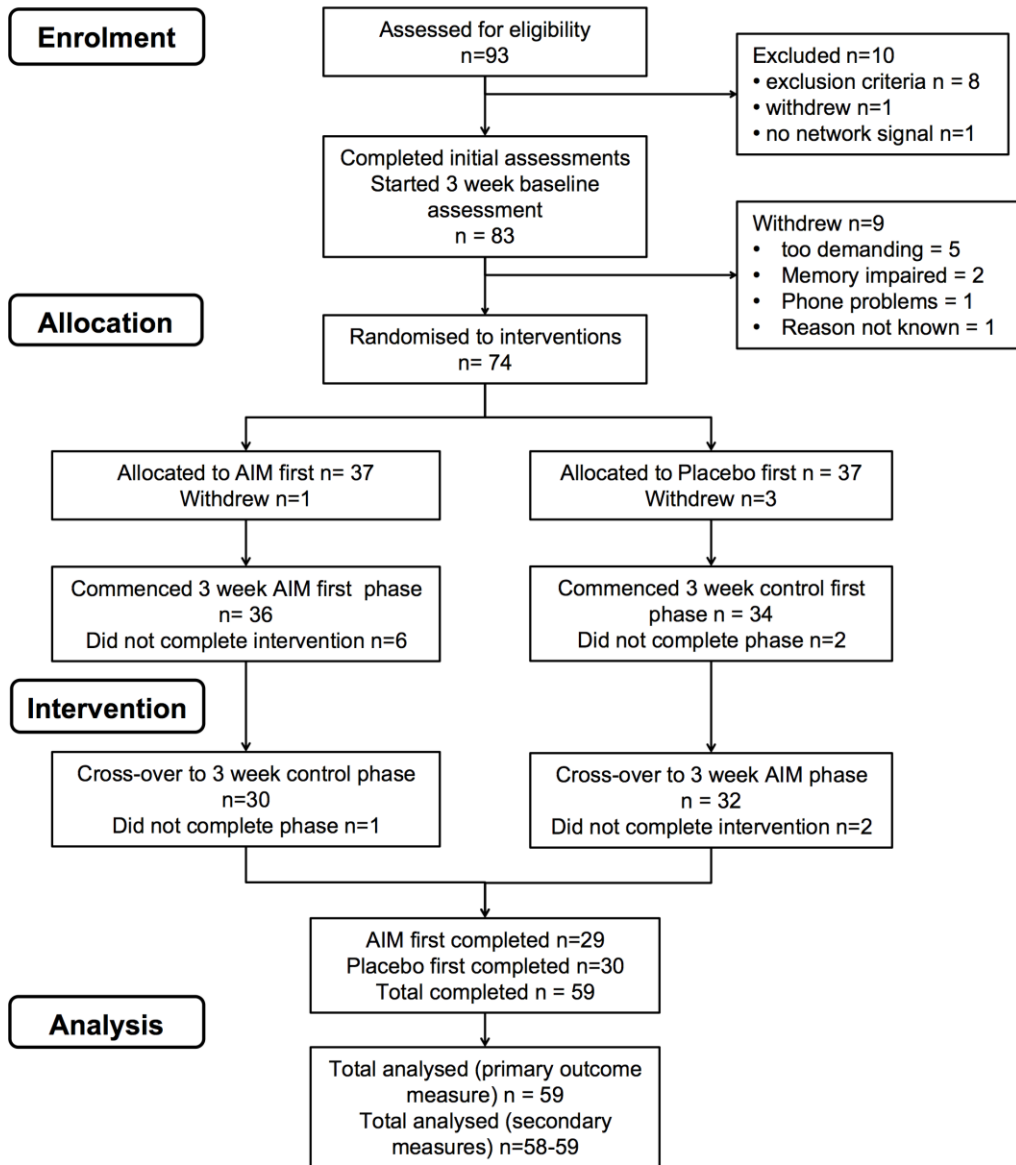 Enrolment
Assessed for eligibility
n=93
Excluded n=10
• exclusion criteria n = 8
• withdrew n=1
• no network signal n=1
Completed initial assessments
Started 3 week baseline
assessment
n = 83
Withdrew n=9
• too demanding = 5
• Memory impaired = 2
• Phone problems = 1
• Reason not known = 1
Allocation
Randomised to interventions
n= 74
Allocated to AIM first n= 37
Withdrew n=1
Allocated to Placebo first n = 37
Withdrew n=3
Commenced 3 week AIM first phase
n= 36
Did not complete intervention n=6
Commenced 3 week control first
phase n = 34
Did not complete phase n=2
Intervention
Cross-over to 3 week control phase
n=30
Did not complete phase n=1
Cross-over to 3 week AIM phase
n = 32
Did not complete intervention n=2
AIM first completed n=29
Placebo first completed n=30
Total completed n = 59
Analysis
Total analysed (primary outcome
measure) n = 59
Total analysed (secondary
measures) n=58-59